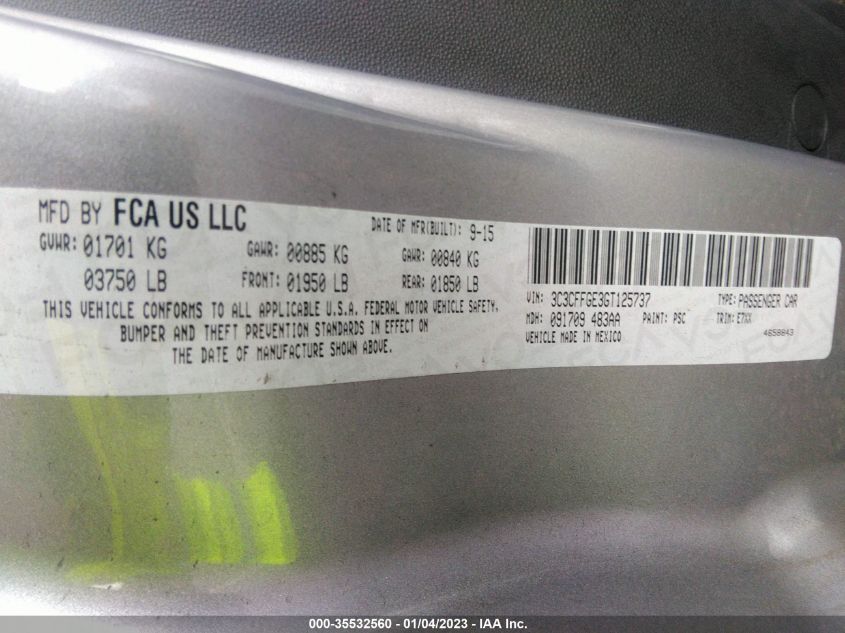 MFD BY FCA US LLC DATE OF MFR(BUILT): 9-15
GVWR: 01701 KG GAWR: 00885 KG GAWR: 00840 KG
03750 LB FRONT: 01950 LB REAR: 01850 LB
THIS VEHICLE CONFORMS TO ALL APPLICABLE U.S.A. FEDERAL MOTOR VEHICLE SAFETY,
BUMPER AND THEFT PREVENTION STANDARDS IN EFFECT ON
THE DATE OF MANUFACTURE SHOWN ABOVE.
VIN: 3C3CFFGE3GT125737 TYPE: PASSENGER CAR
MDH: 091709 483AA PAINT: PSC TRIM: E7XX
VEHICLE MADE IN MEXICO 4658843
000-35532560 - 01/04/2023 - IAA Inc.